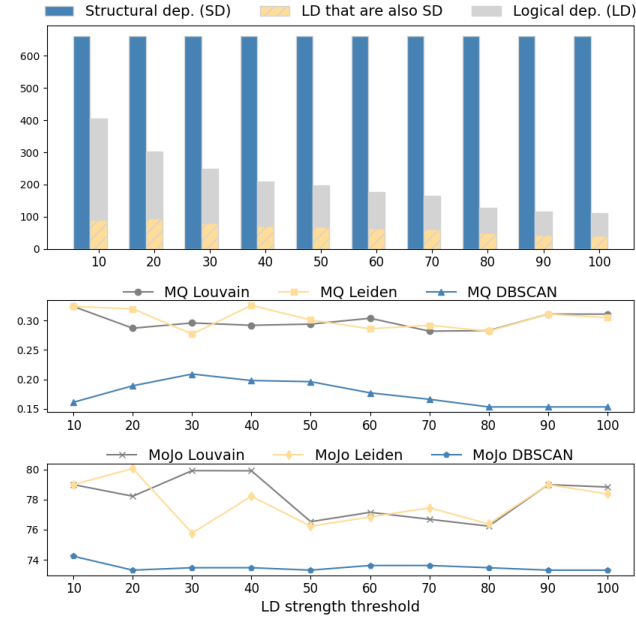 Structural dep. (SD) LD that are also SD Logical dep. (LD)
600
500
400
300
200
100
0
10 20 30 40 50 60 70 80 90 100
MQ Louvain MQ Leiden MQ DBSCAN
0.30
0.25
0.20
0.15
10 20 30 40 50 60 70 80 90 100
MoJo Louvain MoJo Leiden MoJo DBSCAN
80
78
76
74
10 20 30 40 50 60 70 80 90 100
LD strength threshold